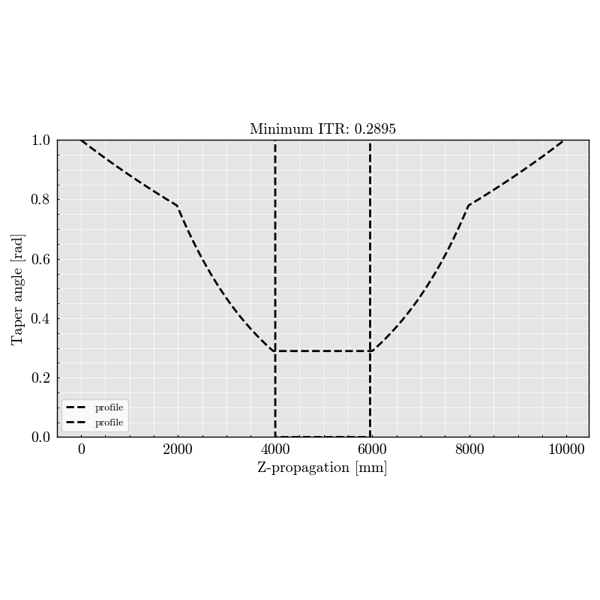 Minimum ITR: 0.2895
1.0
0.8
0.6
0.4
0.2
0.0
Taper angle [rad]
profile
profile
0 2000 4000 6000 8000 10000
Z-propagation [mm]